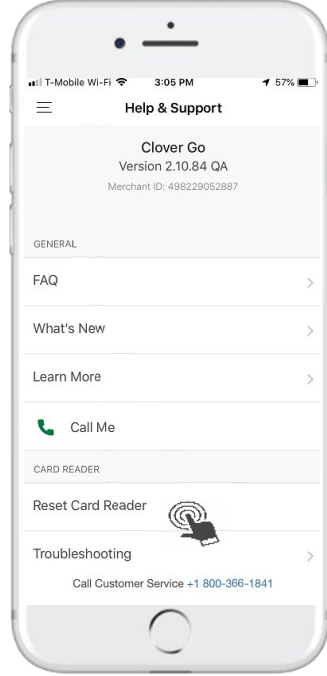 T-Mobile Wi-Fi 3:05 PM 57%
Help & Support
Clover Go
Version 2.10.84 QA
Merchant ID: 498229052887
GENERAL
FAQ
What's New
Learn More
Call Me
CARD READER
Reset Card Reader
Troubleshooting
Call Customer Service +1 800-366-1841